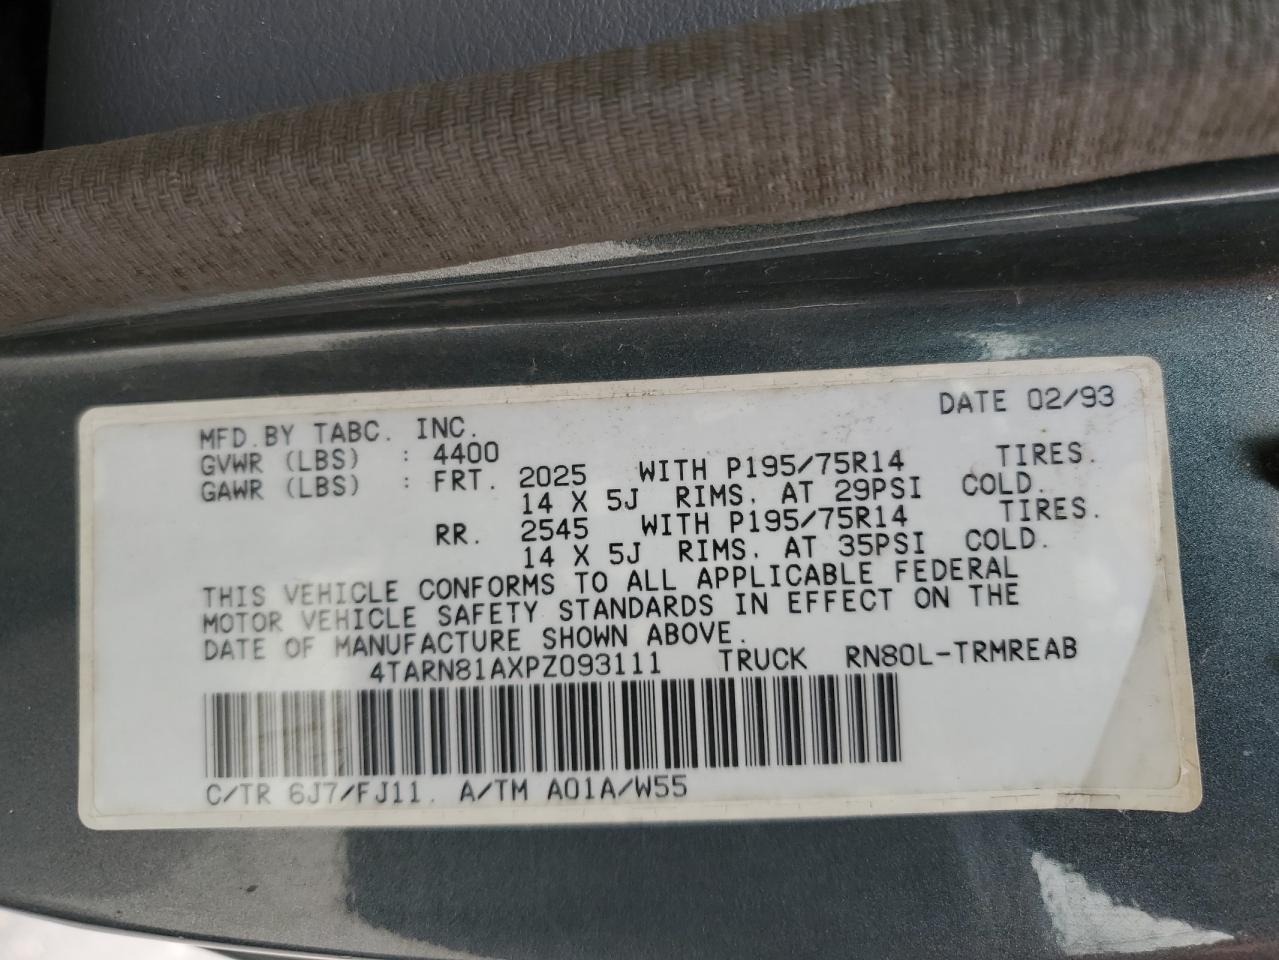 DATE 02/93
MFD.BY TABC. INC.
GVWR (LBS) : 4400
GAWR (LBS) : FRT. 2025 WITH P195/75R14 TIRES.
14 X 5J RIMS. AT 29PSI COLD.
RR. 2545 WITH P195/75R14 TIRES.
14 X 5J RIMS. AT 35PSI COLD.
THIS VEHICLE CONFORMS TO ALL APPLICABLE FEDERAL
MOTOR VEHICLE SAFETY STANDARDS IN EFFECT ON THE
DATE OF MANUFACTURE SHOWN ABOVE.
4TARN81AXPZ093111 TRUCK RN80L-TRMREAB
C/TR 6J7/FJ11. A/TM A01A/W55